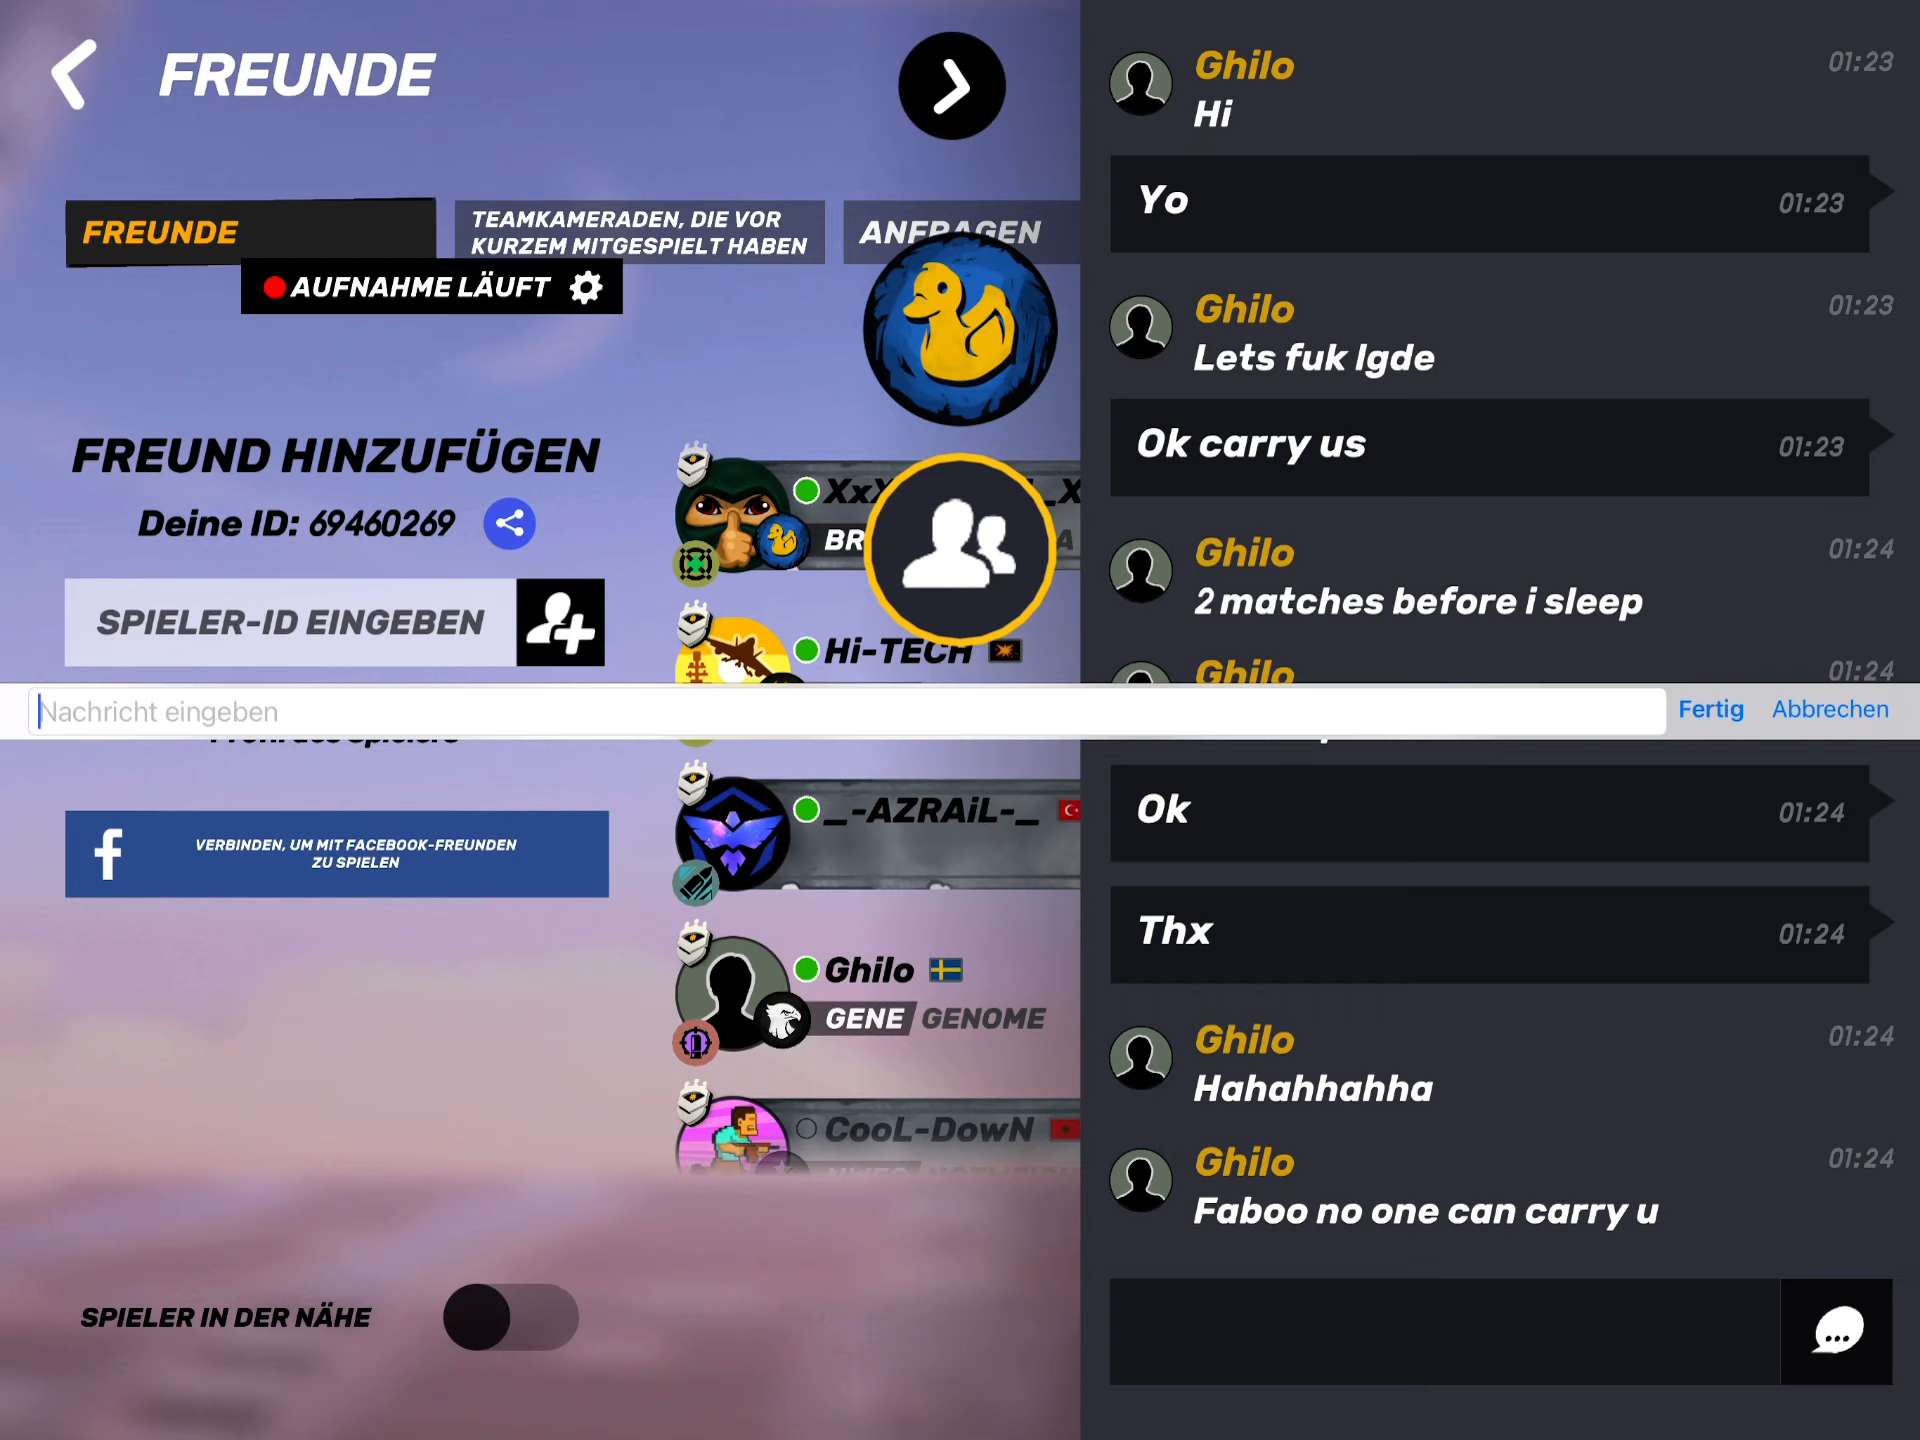 FREUNDE
FREUNDE
TEAMKAMERADEN, DIE VOR
KURZEM MITGESPIELT HABEN
ANFRAGEN
AUFNAHME LÄUFT
FREUND HINZUFÜGEN
Deine ID: 69460269
SPIELER-ID EINGEBEN
Nachricht eingeben
Fertig
Abbrechen
VERBINDEN, UM MIT FACEBOOK-FREUNDEN
ZU SPIELEN
SPIELER IN DER NÄHE
Hi-TECH
_-AZRAiL-_
Ghilo
GENE GENOME
CooL-DowN
Ghilo 01:23
Hi
Yo 01:23
Ghilo 01:23
Lets fuk lgde
Ok carry us 01:23
Ghilo 01:24
2 matches before i sleep
Ghilo 01:24
Ok 01:24
Thx 01:24
Ghilo 01:24
Hahahhahha
Ghilo 01:24
Faboo no one can carry u